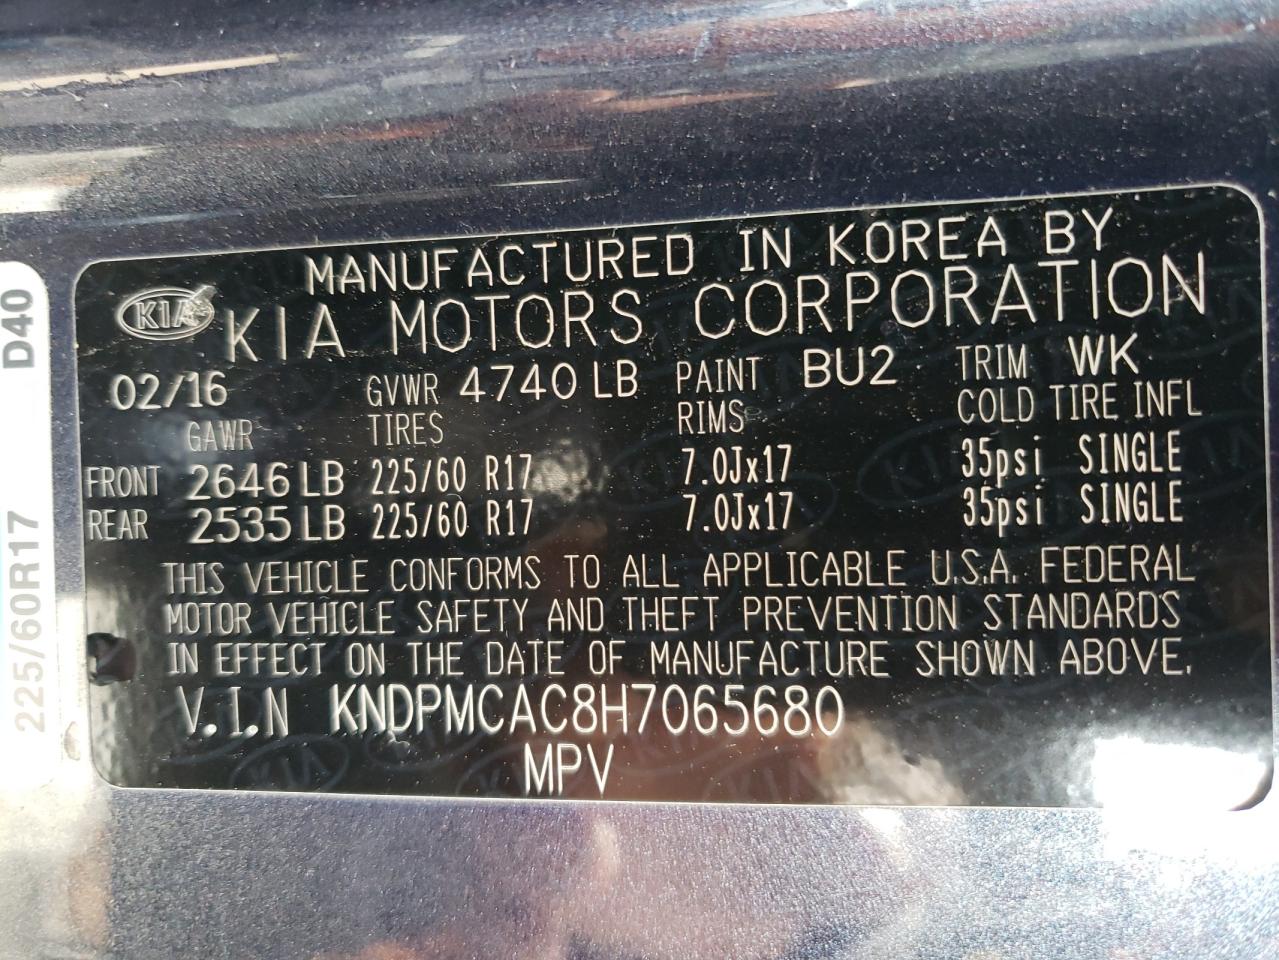 MANUFACTURED IN KOREA BY
KIA KIA MOTORS CORPORATION
02/16 GVWR 4740 LB PAINT BU2 TRIM WK
GAWR TIRES RIMS COLD TIRE INFL
FRONT 2646 LB 225/60 R17 7.0Jx17 35psi SINGLE
REAR 2535 LB 225/60 R17 7.0Jx17 35psi SINGLE
THIS VEHICLE CONFORMS TO ALL APPLICABLE U.S.A. FEDERAL
MOTOR VEHICLE SAFETY AND THEFT PREVENTION STANDARDS
IN EFFECT ON THE DATE OF MANUFACTURE SHOWN ABOVE.
V.I.N KNDPMCAC8H7065680
MPV
225/60R17 D40